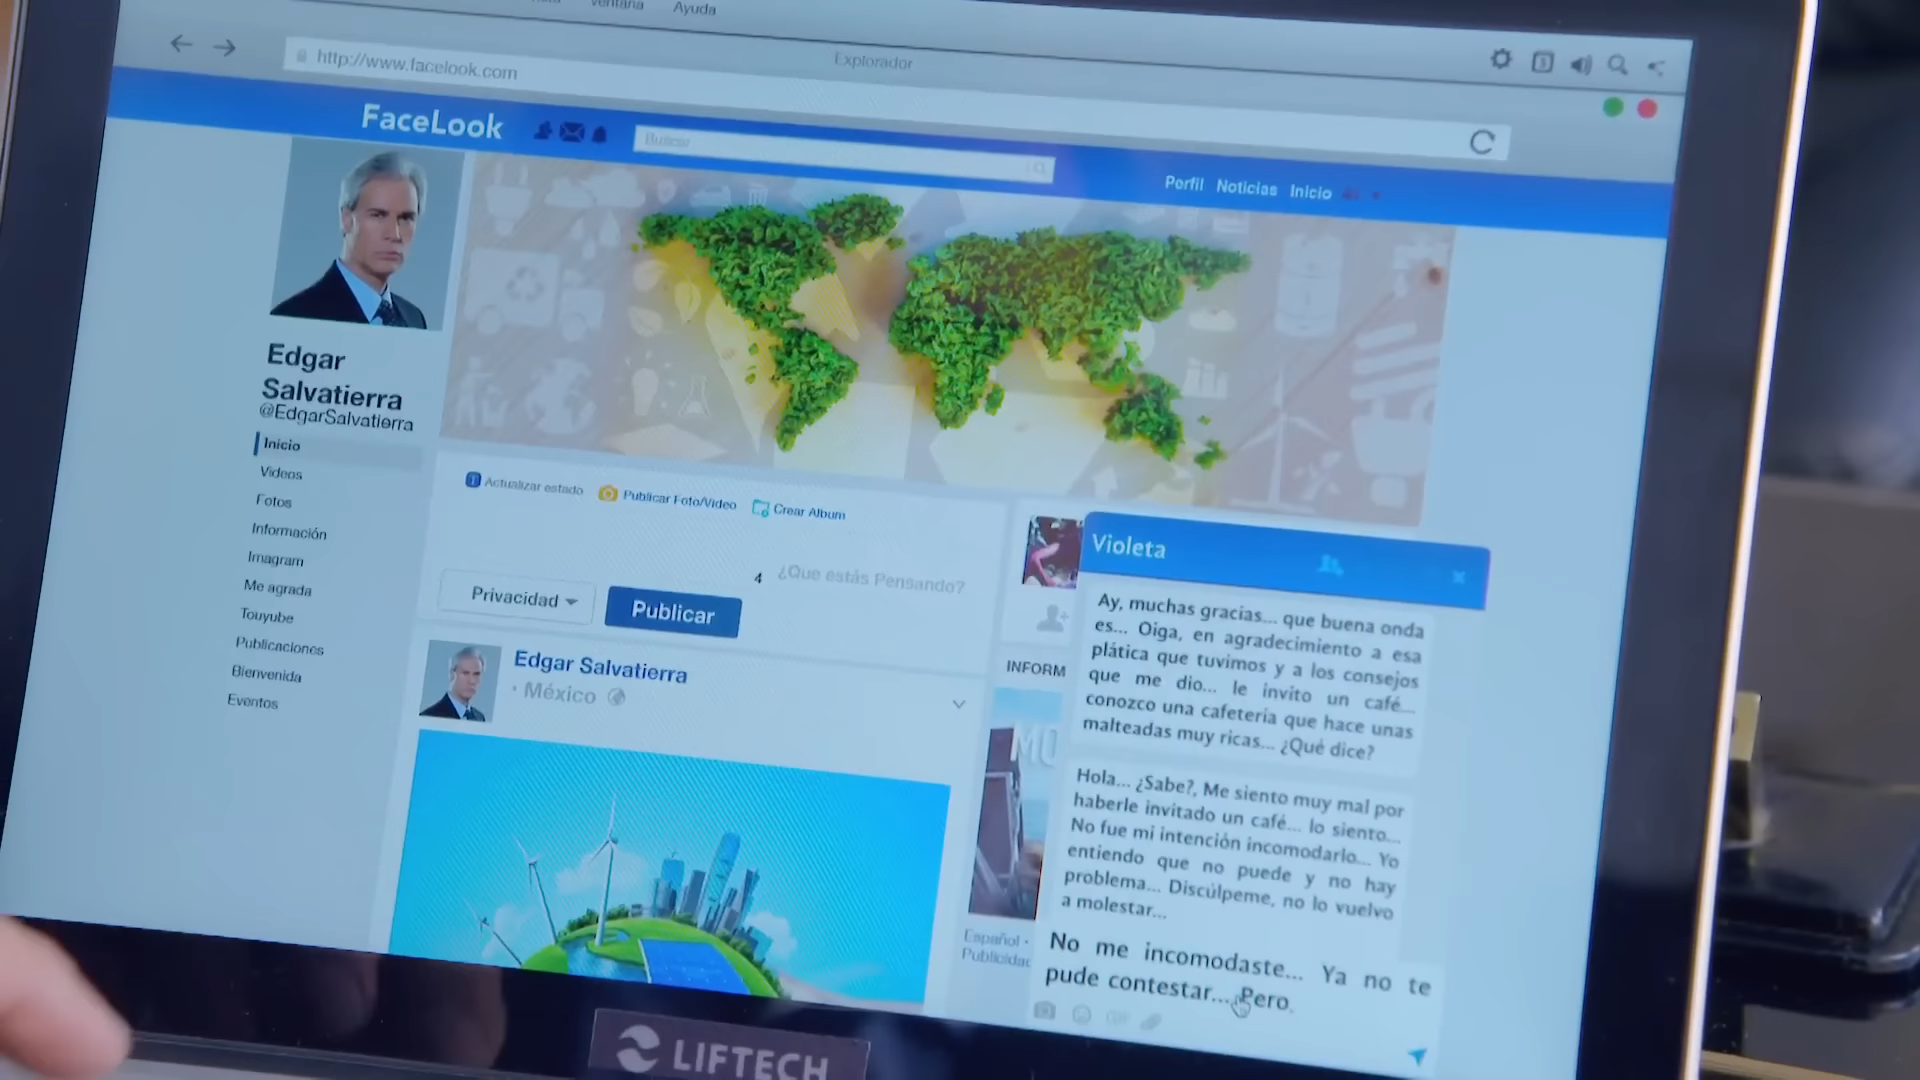 Ventana Ayuda
Explorador
http://www.facelook.com
FaceLook
Buscar
Perfil Noticias Inicio
Edgar
Salvatierra
@EdgarSalvatierra
Inicio
Videos
Fotos
Información
Imagram
Me agrada
Touyube
Publicaciones
Bienvenida
Eventos
Actualizar estado Publicar Foto/Video Crear Album
4 ¿Que estás Pensando?
Privacidad Publicar
Edgar Salvatierra
· México
INFORM
MO
Español ·
Publicidad
Violeta
Ay, muchas gracias... que buena onda
es... Oiga, en agradecimiento a esa
plática que tuvimos y a los consejos
que me dio... le invito un café...
conozco una cafetería que hace unas
malteadas muy ricas... ¿Qué dice?
Hola... ¿Sabe?, Me siento muy mal por
haberle invitado un café... lo siento...
No fue mi intención incomodarlo... Yo
entiendo que no puede y no hay
problema... Discúlpeme, no lo vuelvo
a molestar...
No me incomodaste... Ya no te
pude contestar... Pero.
LIFTECH